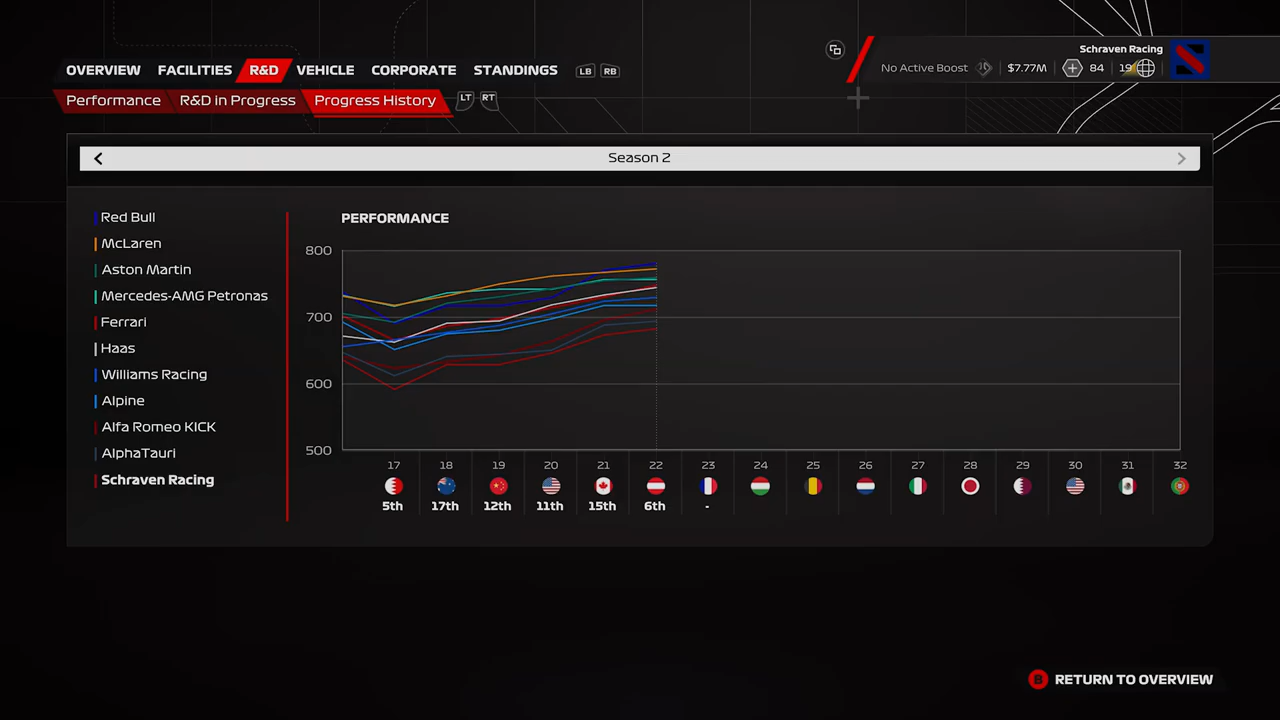 Schraven Racing
OVERVIEW FACILITIES R&D VEHICLE CORPORATE STANDINGS LB RB
No Active Boost $7.77M 84 19
Performance R&D in Progress Progress History LT RT
Season 2
Red Bull
McLaren
Aston Martin
Mercedes-AMG Petronas
Ferrari
Haas
Williams Racing
Alpine
Alfa Romeo KICK
AlphaTauri
Schraven Racing
PERFORMANCE
800
700
600
500
17 18 19 20 21 22 23 24 25 26 27 28 29 30 31 32
5th 17th 12th 11th 15th 6th -
B RETURN TO OVERVIEW